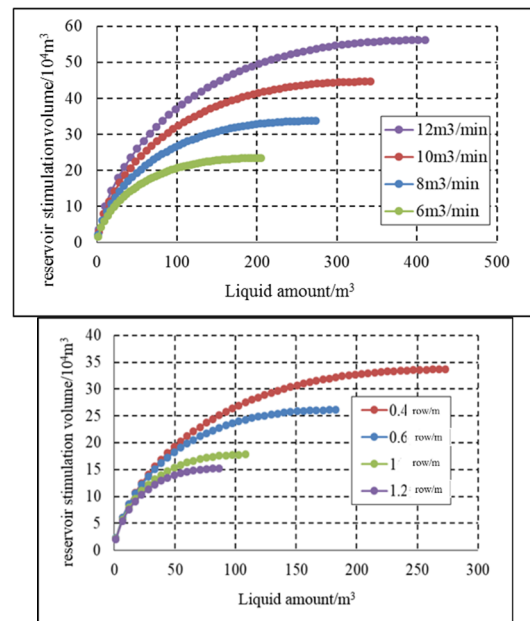 60
50
40
30
20
10
0
reservoir stimulation volume/10⁴m³
12m3/min
10m3/min
8m3/min
6m3/min
0 100 200 300 400 500
Liquid amount/m³
40
35
30
25
20
15
10
5
0
reservoir stimulation volume/10⁴m³
0.4 row/m
0.6 row/m
1 row/m
1.2 row/m
0 50 100 150 200 250 300
Liquid amount/m³